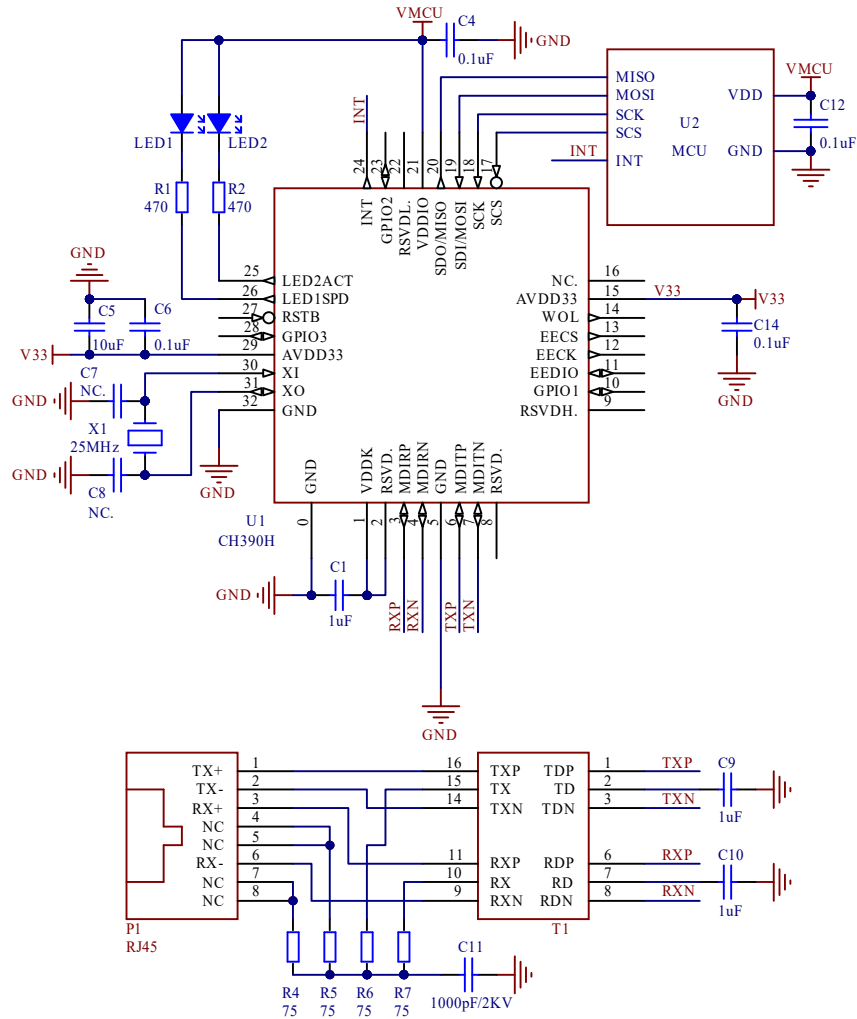 VMCU
C4
GND
0.1uF
LED1
LED2
R1
470
R2
470
INT
MISO
MOSI
SCK
SCS
INT
INT
U2
MCU
VDD
GND
VMCU
C12
0.1uF
24
23
22
21
20
19
18
17
INT
GPIO2
RSVDL.
VDDIO
SDO/MISO
SDI/MOSI
SCK
SCS
25
LED2ACT
26
LED1SPD
27
RSTB
28
GPIO3
29
AVDD33
30
XI
31
XO
32
GND
NC.
16
AVDD33
15
WOL
14
EECS
13
EECK
12
EEDIO
11
GPIO1
10
RSVDH.
9
V33
V33
C14
0.1uF
GND
GND
C5
10uF
C6
0.1uF
V33
C7
NC.
GND
X1
25MHz
GND
C8
NC.
GND
GND
VDDK
RSVD.
MDIRP
MDIRN
GND
MDITP
MDITN
RSVD.
0
1
2
3
4
5
6
7
8
U1
CH390H
GND
C1
1uF
RXP
RXN
TXP
TXN
GND
TX+
1
TX-
2
RX+
3
NC
4
NC
5
RX-
6
NC
7
NC
8
P1
RJ45
16
TXP
15
TX
14
TXN
11
RXP
10
RX
9
RXN
TDP
1
TXP
TD
2
TDN
3
TXN
RDP
6
RXP
RD
7
RDN
8
RXN
T1
C9
1uF
C10
1uF
R4
75
R5
75
R6
75
R7
75
C11
1000pF/2KV